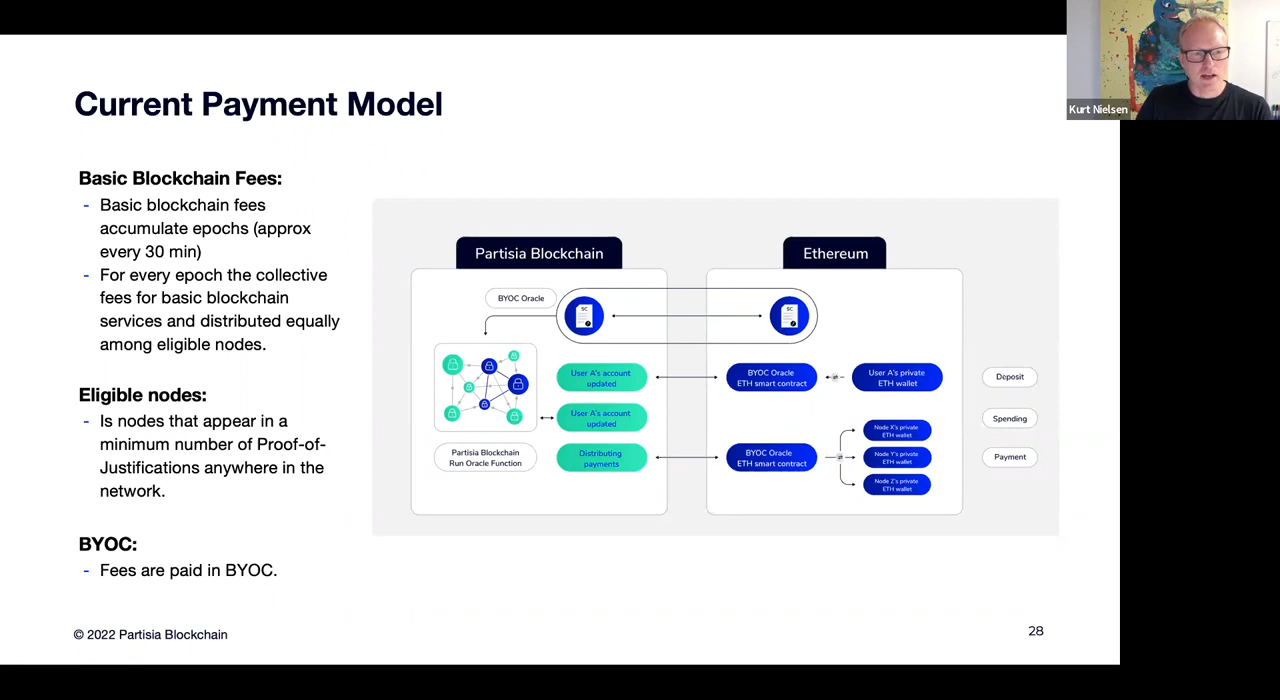 Kurt Nielsen
Current Payment Model
Basic Blockchain Fees:
- Basic blockchain fees
accumulate epochs (approx
every 30 min)
- For every epoch the collective
fees for basic blockchain
services and distributed equally
among eligible nodes.
Eligible nodes:
- Is nodes that appear in a
minimum number of Proof-of-
Justifications anywhere in the
network.
BYOC:
- Fees are paid in BYOC.
Partisia Blockchain
Ethereum
BYOC Oracle
SC
SC
User A's account
updated
BYOC Oracle
ETH smart contract
User A's private
ETH wallet
Deposit
User A's account
updated
Spending
Partisia Blockchain
Run Oracle Function
Distributing
payments
BYOC Oracle
ETH smart contract
Node X's private
ETH wallet
Node Y's private
ETH wallet
Node Z's private
ETH wallet
Payment
© 2022 Partisia Blockchain
28